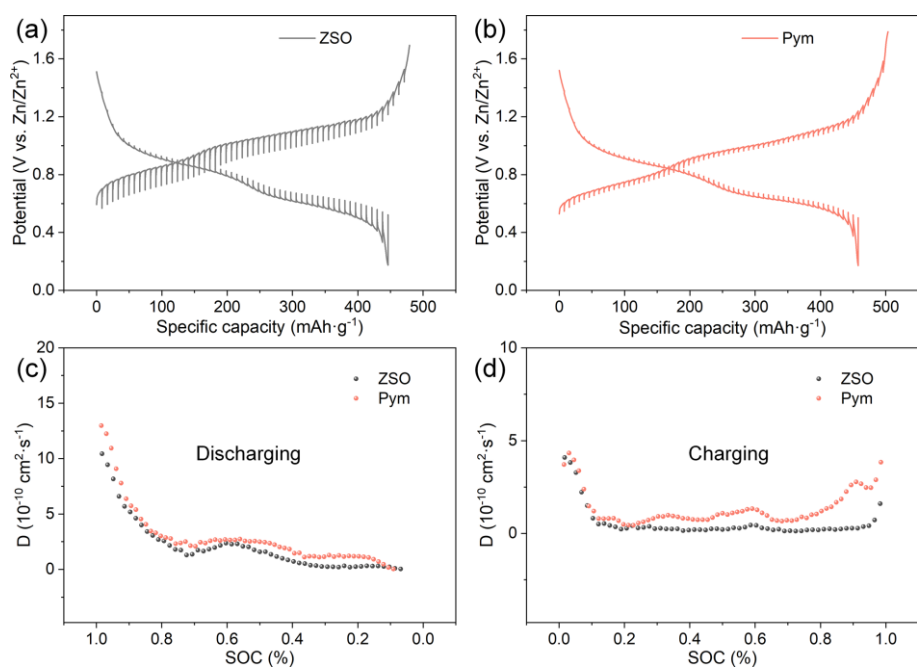 (a)
ZSO
Potential (V vs. Zn/Zn²⁺)
1.6
1.2
0.8
0.4
0.0
0 100 200 300 400 500
Specific capacity (mAh·g⁻¹)
(b)
Pym
Potential (V vs. Zn/Zn²⁺)
1.6
1.2
0.8
0.4
0.0
0 100 200 300 400 500
Specific capacity (mAh·g⁻¹)
(c)
ZSO
Pym
Discharging
D (10⁻¹⁰ cm²·s⁻¹)
20
15
10
5
0
1.0 0.8 0.6 0.4 0.2 0.0
SOC (%)
(d)
ZSO
Pym
Charging
D (10⁻¹⁰ cm²·s⁻¹)
10
5
0
0.0 0.2 0.4 0.6 0.8 1.0
SOC (%)